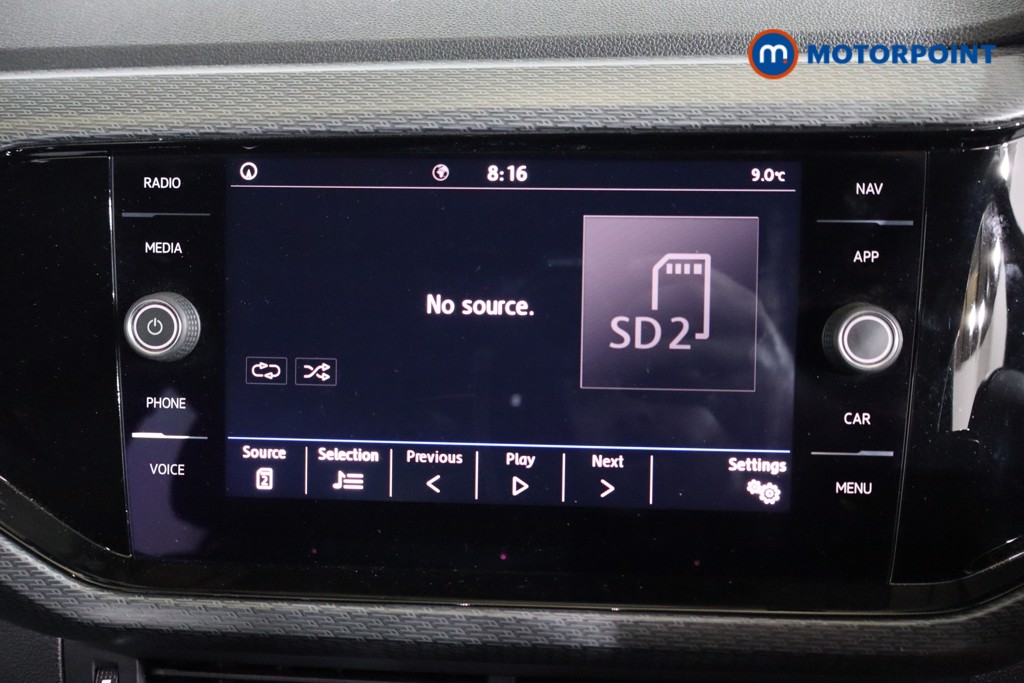 m. MOTORPOINT
RADIO
MEDIA
PHONE
VOICE
8:16
9.0℃
No source.
SD 2
Source
2
Selection
Previous
Play
Next
Settings
NAV
APP
CAR
MENU